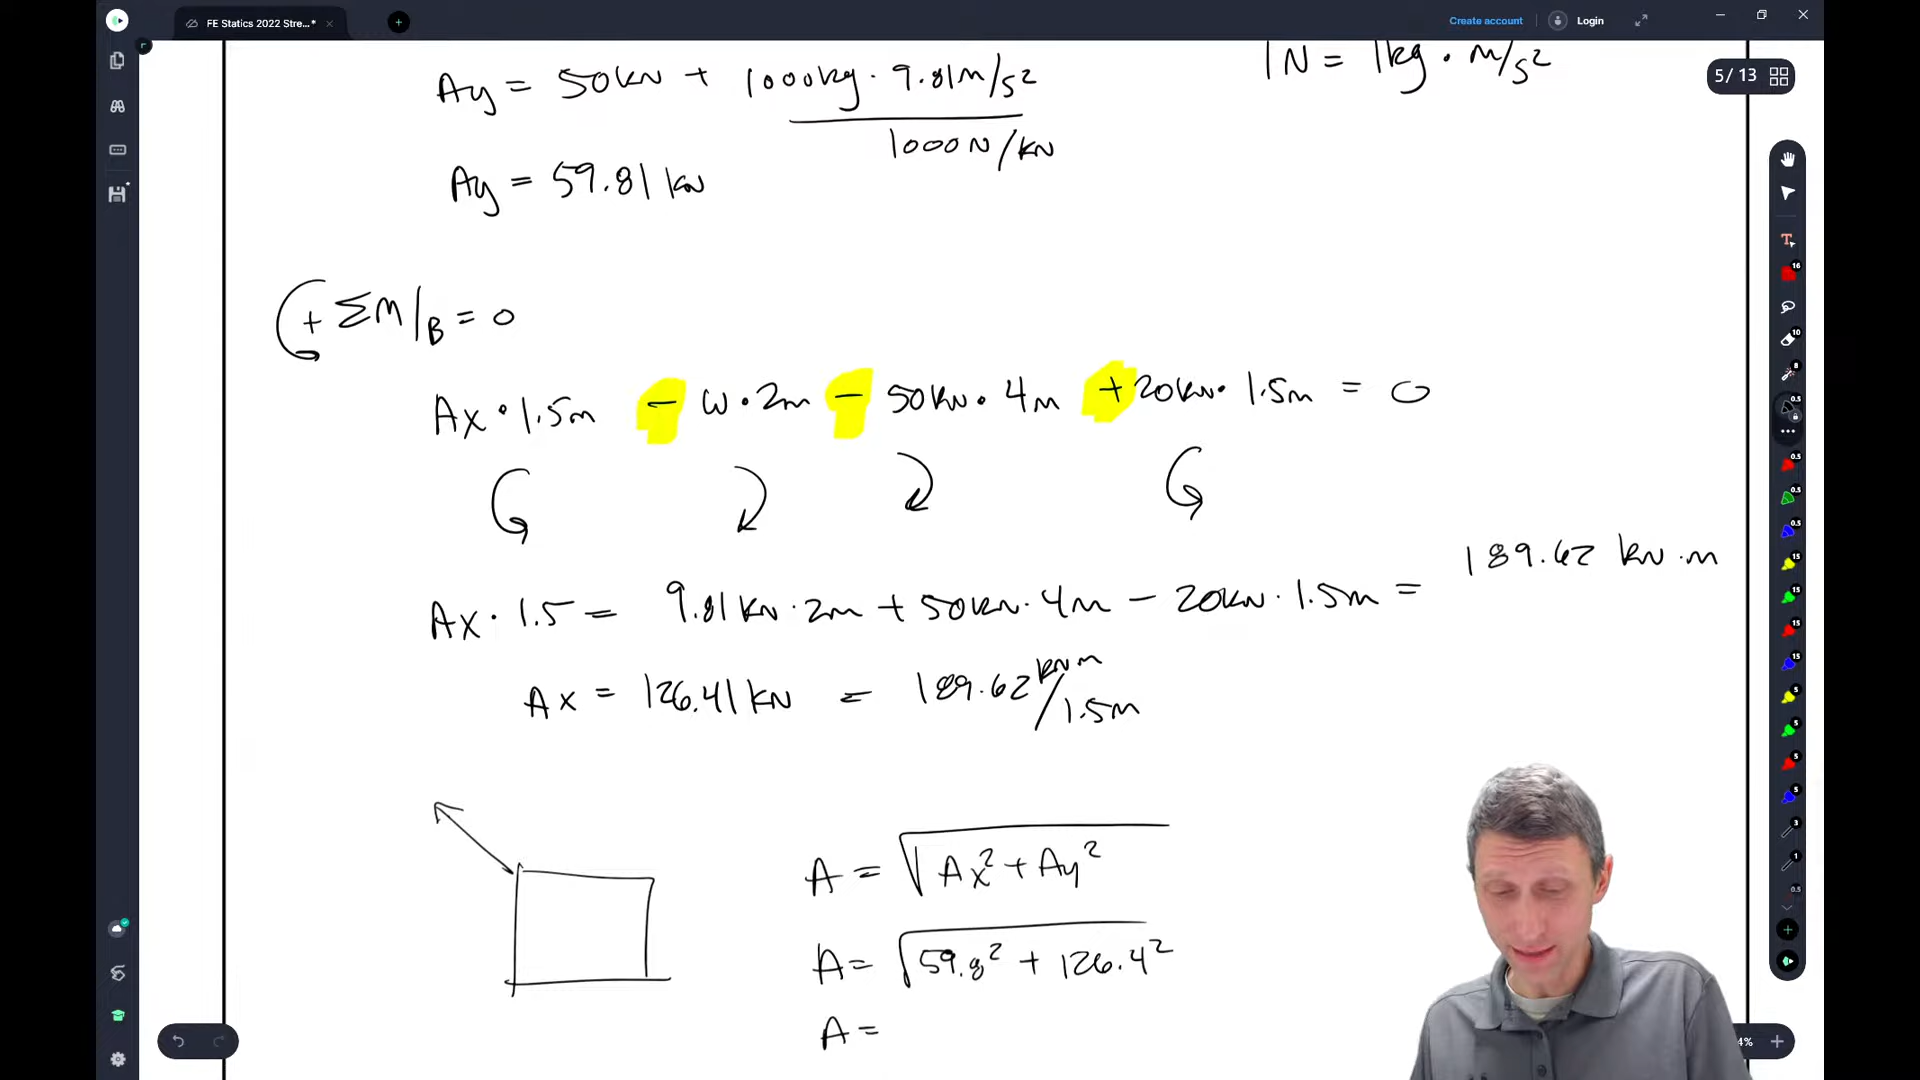 FE Statics 2022 Stre...*
Create account
Login
5 / 13
Ay = 50kN + 1000kg · 9.81m/s2
1000N/kN
1N = 1kg · m/s2
Ay = 59.81 kN
+ ΣM/B = 0
Ax · 1.5m - W · 2m - 50kN · 4m + 20kN · 1.5m = 0
Ax · 1.5 = 9.81kN · 2m + 50kN · 4m - 20kN · 1.5m =
189.62 kN·m
Ax = 126.41 kN = 189.62 kNm/1.5m
A = √Ax² + Ay²
A = √59.8² + 126.4²
A =